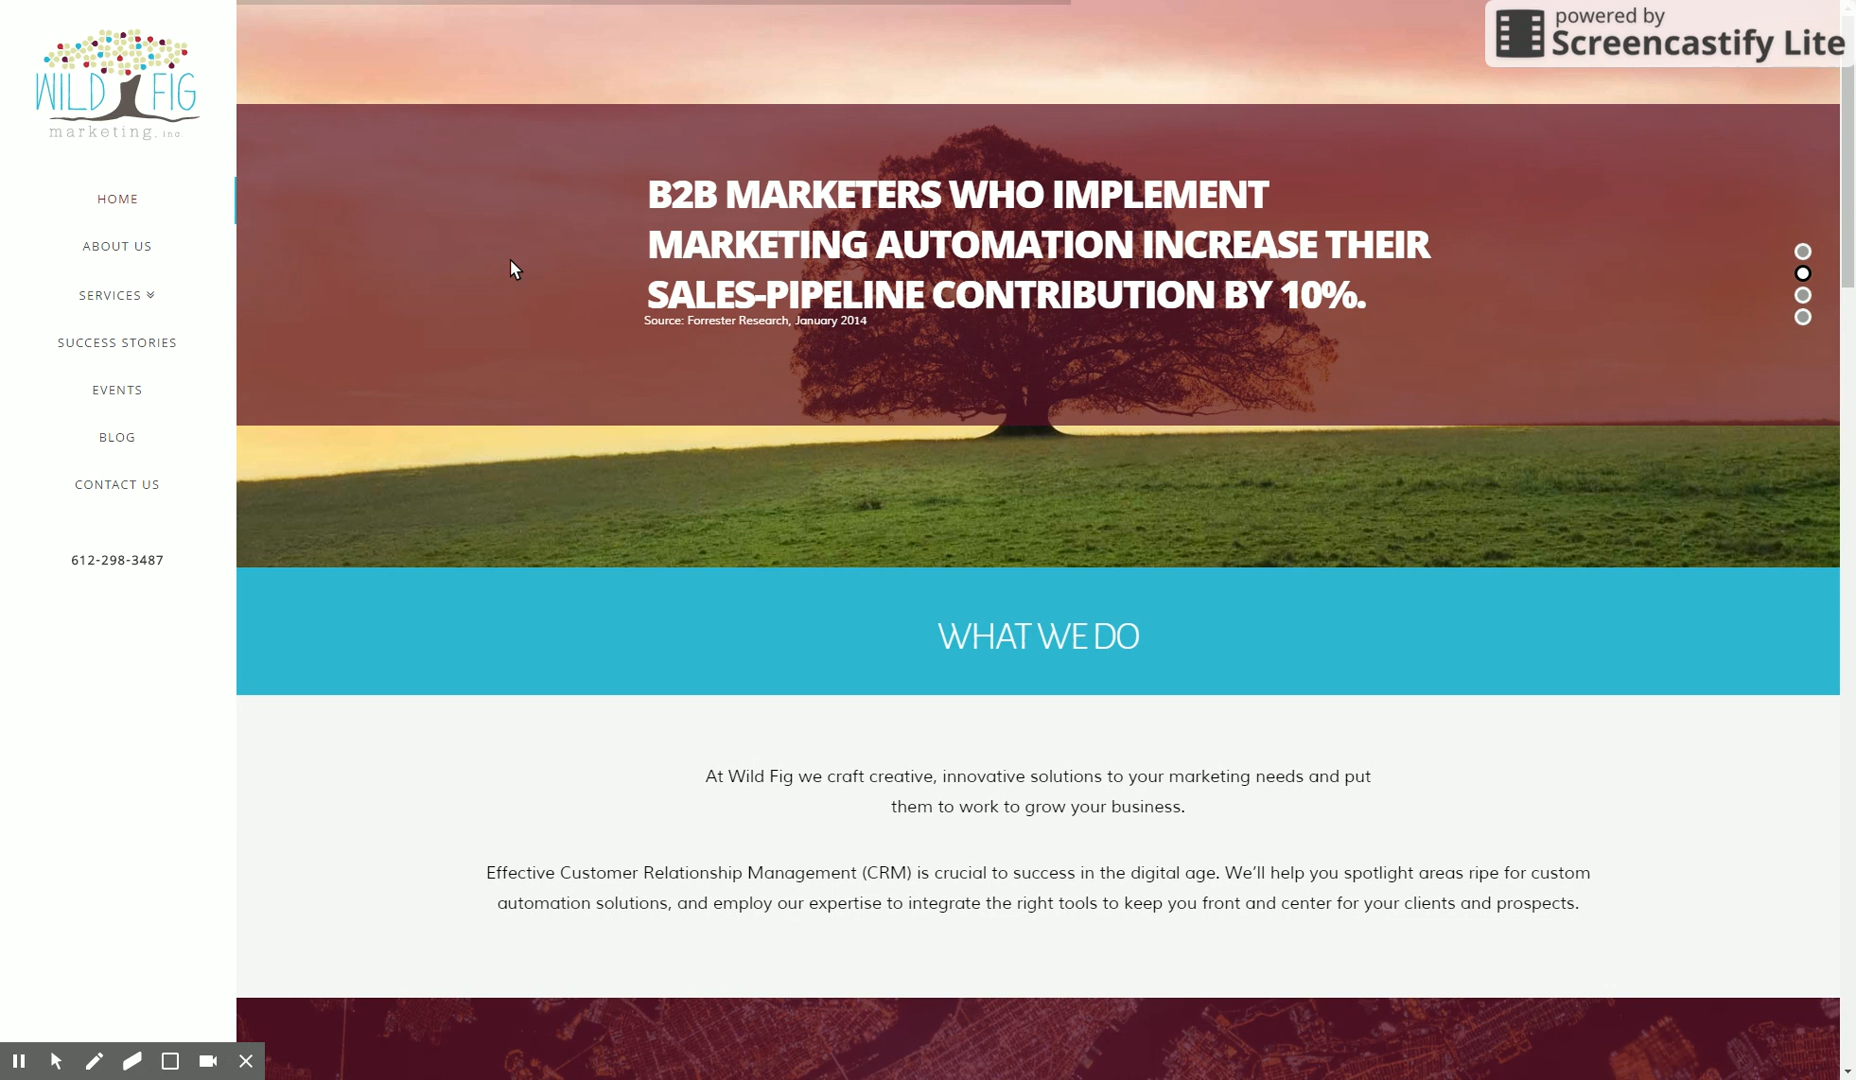 WILD FIG
marketing, inc.
HOME
ABOUT US
SERVICES
SUCCESS STORIES
EVENTS
BLOG
CONTACT US
612-298-3487
powered by
Screencastify Lite
B2B MARKETERS WHO IMPLEMENT
MARKETING AUTOMATION INCREASE THEIR
SALES-PIPELINE CONTRIBUTION BY 10%.
Source: Forrester Research, January 2014
WHAT WE DO
At Wild Fig we craft creative, innovative solutions to your marketing needs and put
them to work to grow your business.
Effective Customer Relationship Management (CRM) is crucial to success in the digital age. We’ll help you spotlight areas ripe for custom
automation solutions, and employ our expertise to integrate the right tools to keep you front and center for your clients and prospects.